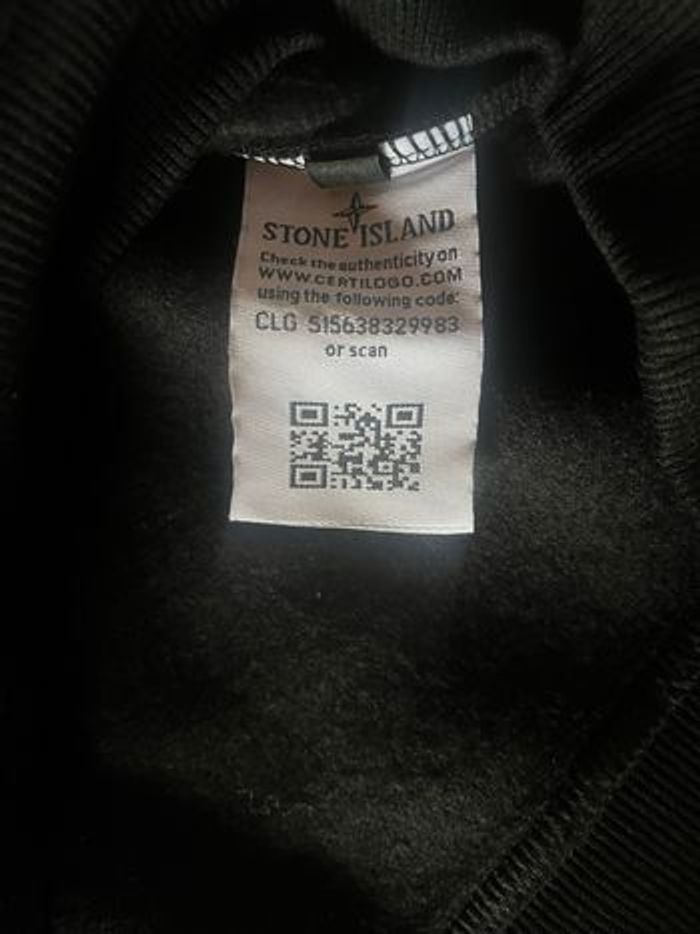 STONE ISLAND
Check the authenticity on
WWW.CERTILOGO.COM
using the following code:
CLG 515638329983
or scan